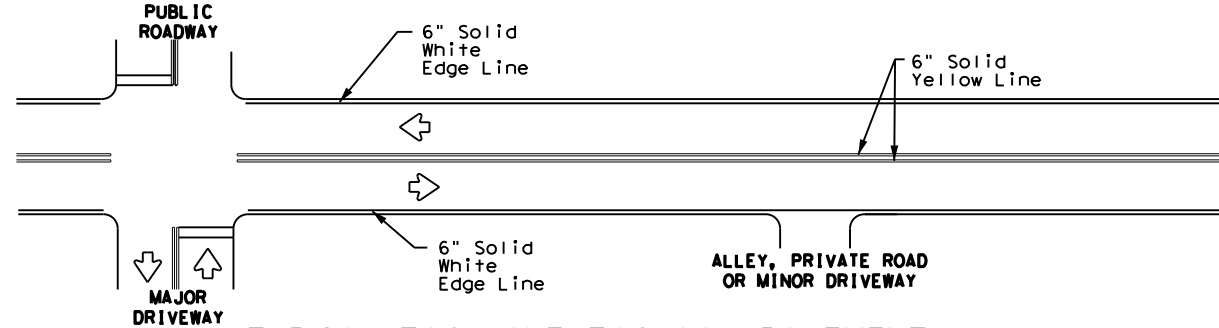 PUBLIC
ROADWAY
6" Solid
White
Edge Line
6" Solid
Yellow Line
6" Solid
White
Edge Line
ALLEY, PRIVATE ROAD
OR MINOR DRIVEWAY
MAJOR
DRIVEWAY